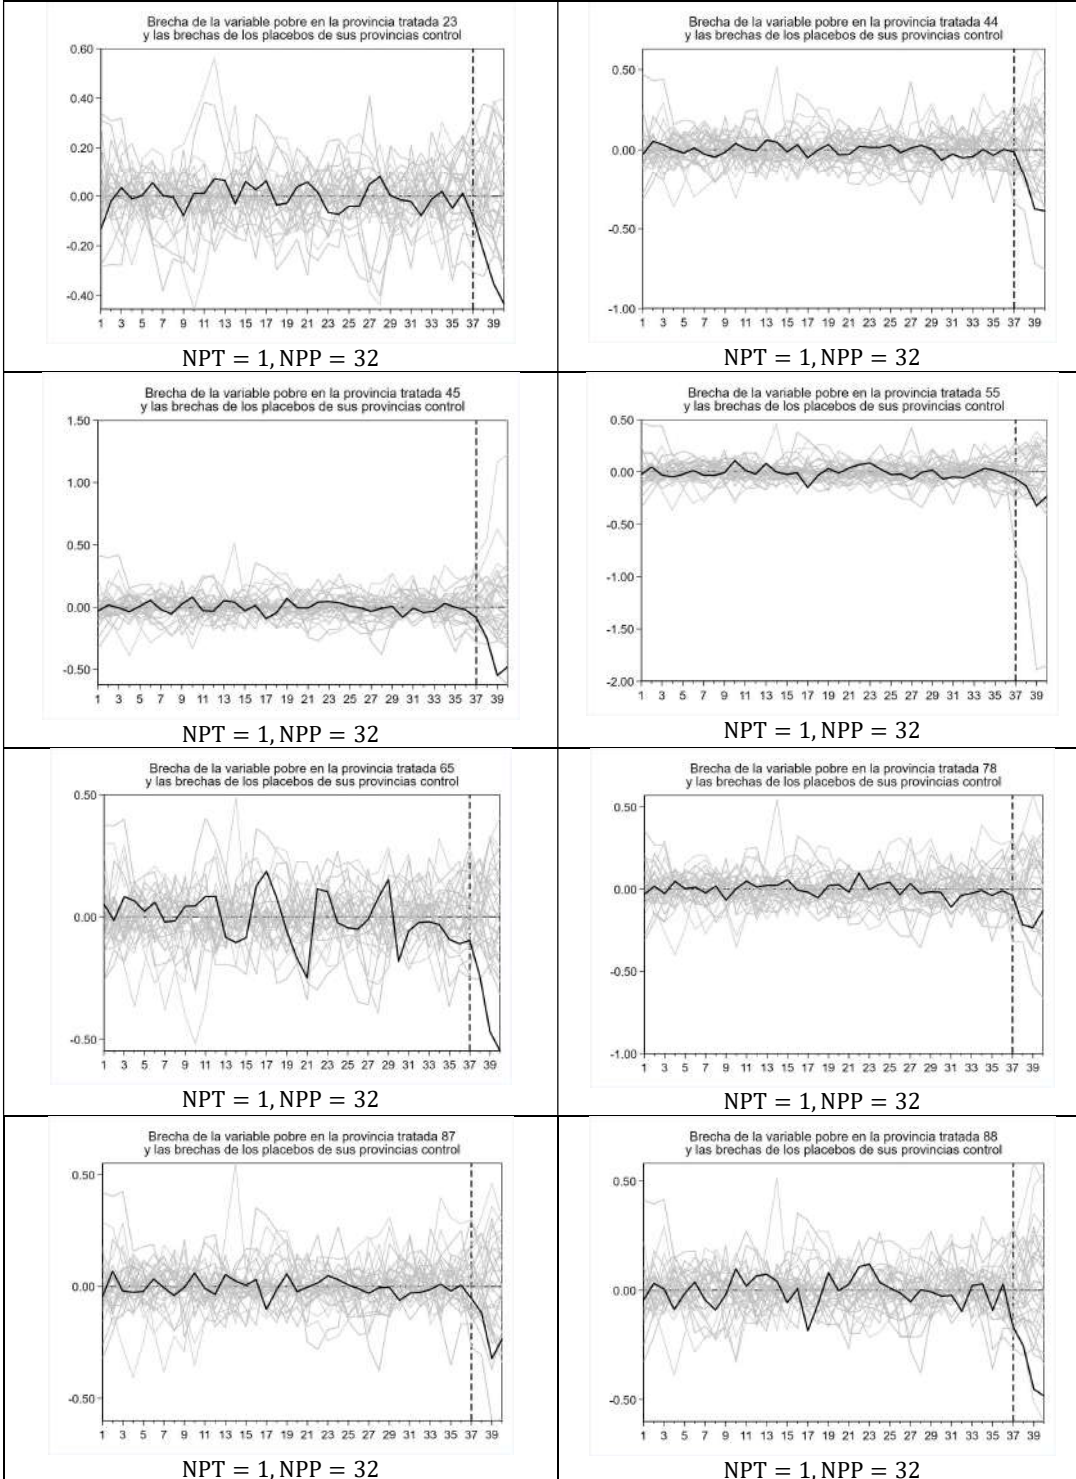 Brecha de la variable pobre en la provincia tratada 23
y las brechas de los placebos de sus provincias control
0.60
0.40
0.20
0.00
-0.20
-0.40
1 3 5 7 9 11 13 15 17 19 21 23 25 27 29 31 33 35 37 39
NPT = 1, NPP = 32
Brecha de la variable pobre en la provincia tratada 44
y las brechas de los placebos de sus provincias control
0.50
0.00
-0.50
-1.00
1 3 5 7 9 11 13 15 17 19 21 23 25 27 29 31 33 35 37 39
NPT = 1, NPP = 32
Brecha de la variable pobre en la provincia tratada 45
y las brechas de los placebos de sus provincias control
1.50
1.00
0.50
0.00
-0.50
1 3 5 7 9 11 13 15 17 19 21 23 25 27 29 31 33 35 37 39
NPT = 1, NPP = 32
Brecha de la variable pobre en la provincia tratada 55
y las brechas de los placebos de sus provincias control
0.50
0.00
-0.50
-1.00
-1.50
-2.00
1 3 5 7 9 11 13 15 17 19 21 23 25 27 29 31 33 35 37 39
NPT = 1, NPP = 32
Brecha de la variable pobre en la provincia tratada 65
y las brechas de los placebos de sus provincias control
0.50
0.00
-0.50
1 3 5 7 9 11 13 15 17 19 21 23 25 27 29 31 33 35 37 39
NPT = 1, NPP = 32
Brecha de la variable pobre en la provincia tratada 78
y las brechas de los placebos de sus provincias control
0.50
0.00
-0.50
-1.00
1 3 5 7 9 11 13 15 17 19 21 23 25 27 29 31 33 35 37 39
NPT = 1, NPP = 32
Brecha de la variable pobre en la provincia tratada 87
y las brechas de los placebos de sus provincias control
0.50
0.00
-0.50
1 3 5 7 9 11 13 15 17 19 21 23 25 27 29 31 33 35 37 39
NPT = 1, NPP = 32
Brecha de la variable pobre en la provincia tratada 88
y las brechas de los placebos de sus provincias control
0.50
0.00
-0.50
1 3 5 7 9 11 13 15 17 19 21 23 25 27 29 31 33 35 37 39
NPT = 1, NPP = 32